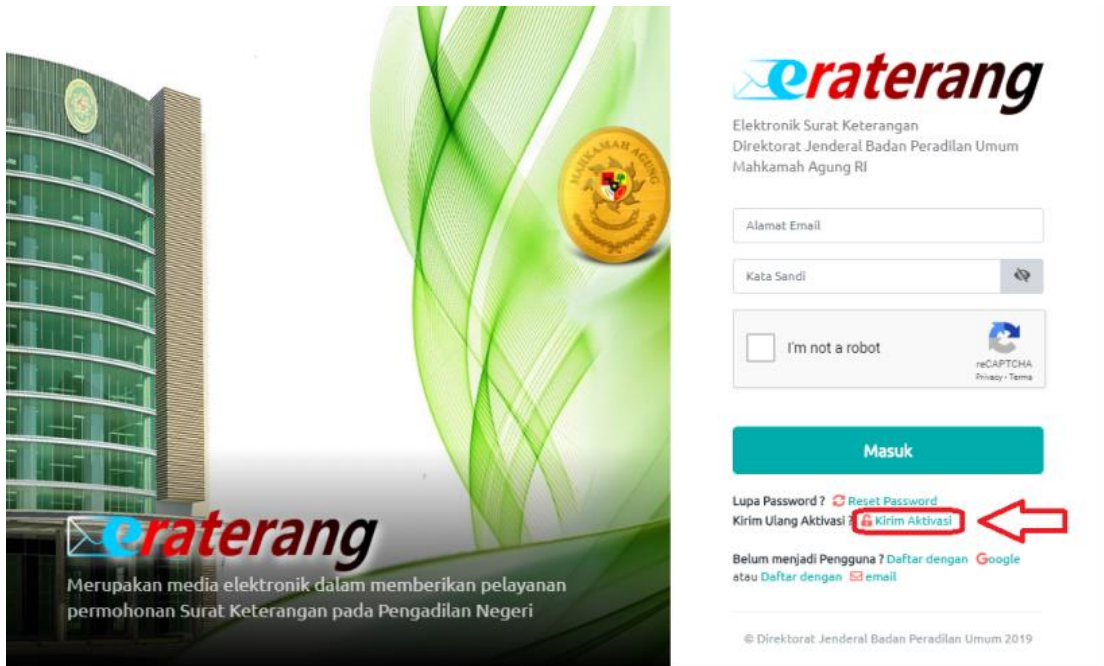 MAHKAMAH AGUNG
eraterang
Merupakan media elektronik dalam memberikan pelayanan
permohonan Surat Keterangan pada Pengadilan Negeri
eraterang
Elektronik Surat Keterangan
Direktorat Jenderal Badan Peradilan Umum
Mahkamah Agung RI
Alamat Email
Kata Sandi
I'm not a robot
reCAPTCHA
Privacy - Terms
Masuk
Lupa Password ? Reset Password
Kirim Ulang Aktivasi ? Kirim Aktivasi
Belum menjadi Pengguna ? Daftar dengan Google
atau Daftar dengan email
© Direktorat Jenderal Badan Peradilan Umum 2019